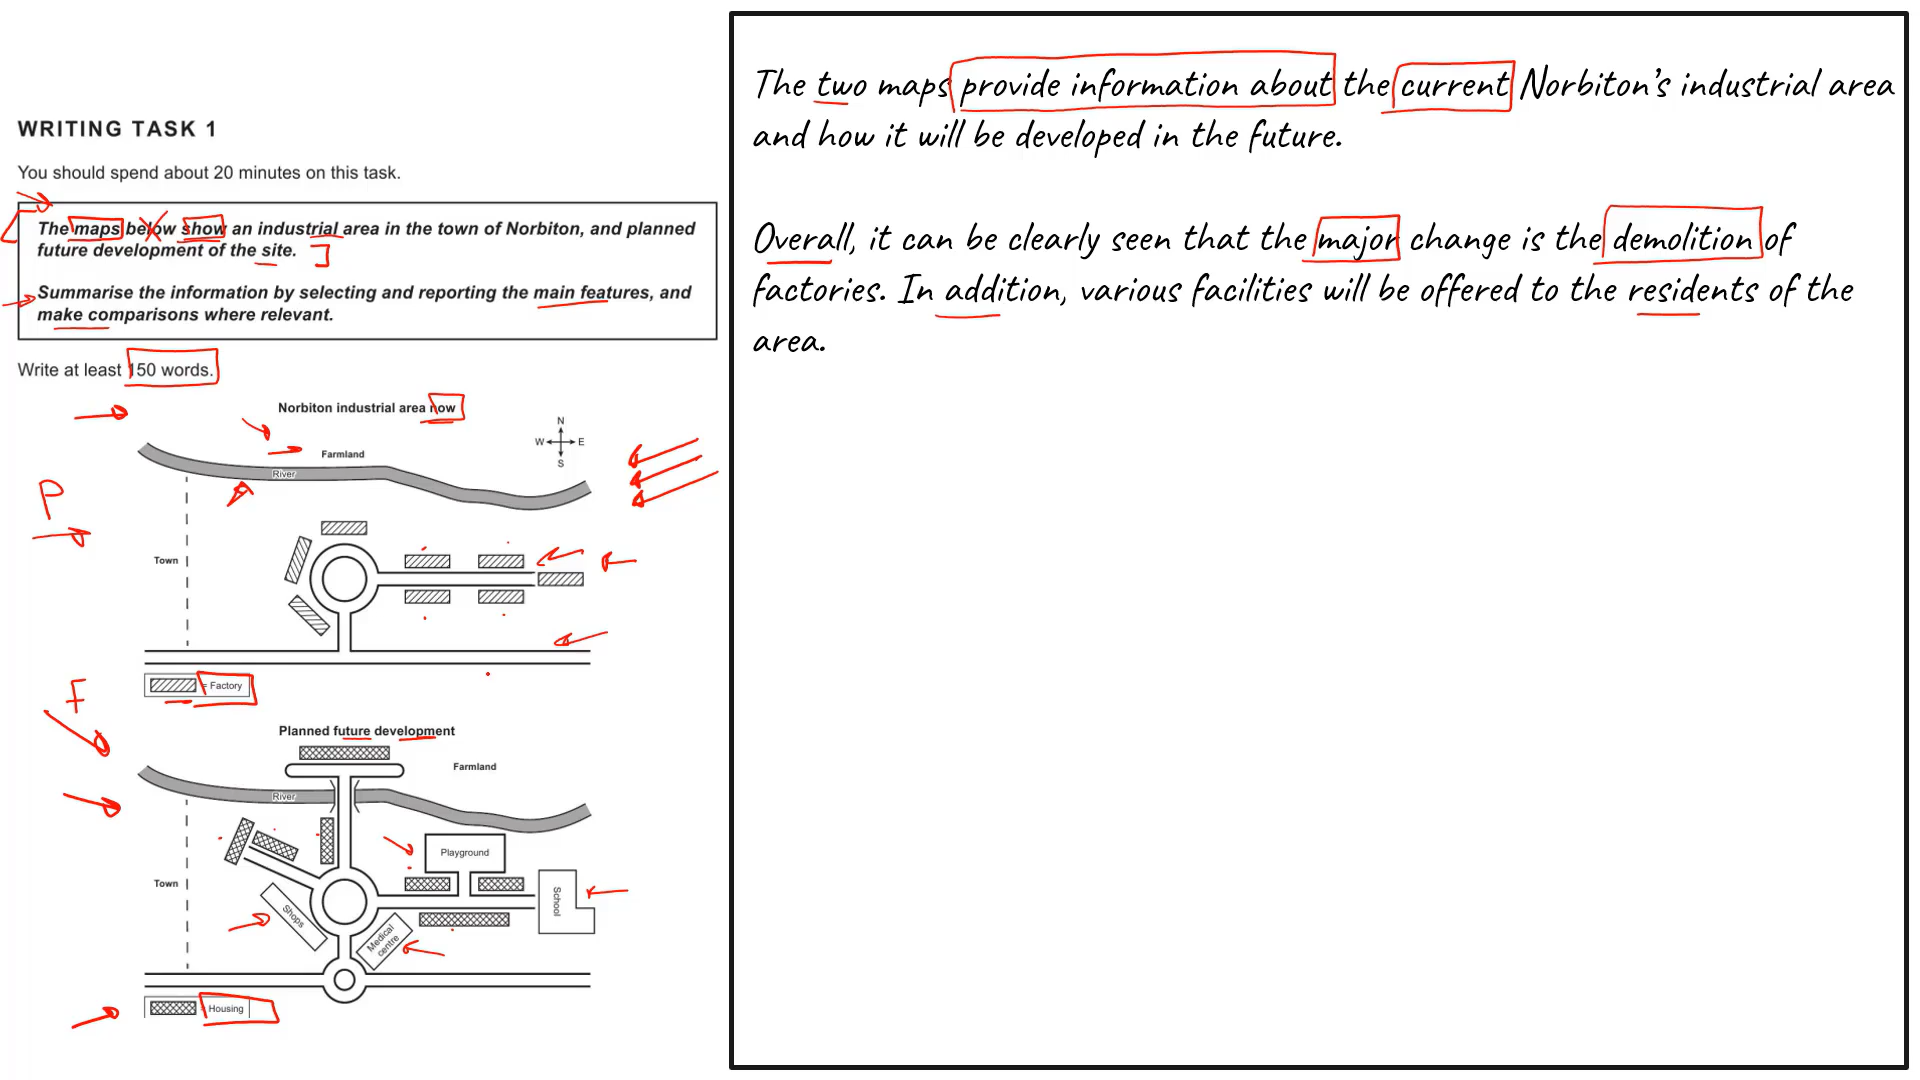 WRITING TASK 1
You should spend about 20 minutes on this task.
The maps below show an industrial area in the town of Norbiton, and planned
future development of the site.
Summarise the information by selecting and reporting the main features, and
make comparisons where relevant.
Write at least 150 words.
Norbiton industrial area now
N
W E
S
Farmland
River
P
Town
= Factory
F
Planned future development
Farmland
River
Playground
Town
School
Shops
Medical
centre
= Housing
The two maps provide information about the current Norbiton's industrial area
and how it will be developed in the future.
Overall, it can be clearly seen that the major change is the demolition of
factories. In addition, various facilities will be offered to the residents of the
area.